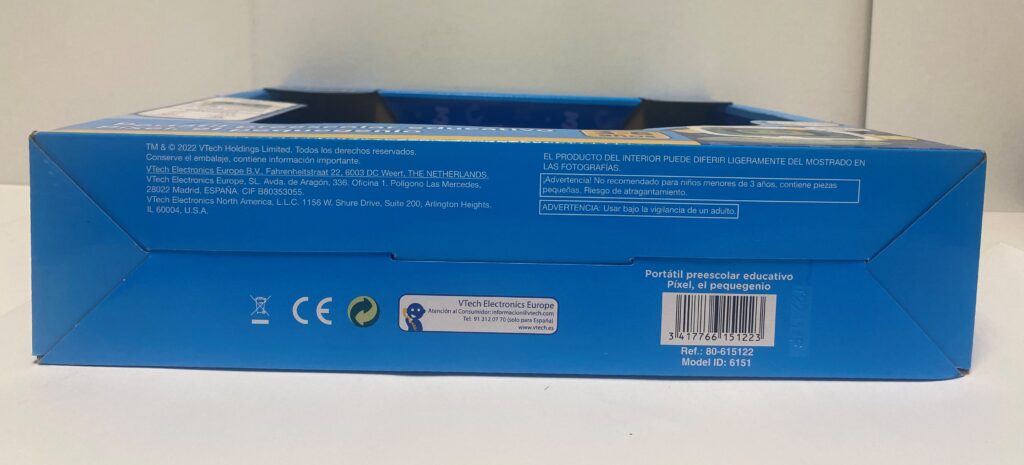 TM & © 2022 VTech Holdings Limited. Todos los derechos reservados.
Conserve el embalaje, contiene información importante.
VTech Electronics Europe B.V., Fahrenheitstraat 22, 6003 DC Weert, THE NETHERLANDS.
VTech Electronics Europe, SL. Avda. de Aragón, 336. Oficina 1. Polígono Las Mercedes,
28022 Madrid. ESPAÑA. CIF B80353055.
VTech Electronics North America, L.L.C. 1156 W. Shure Drive, Suite 200, Arlington Heights,
IL 60004, U.S.A.
EL PRODUCTO DEL INTERIOR PUEDE DIFERIR LIGERAMENTE DEL MOSTRADO EN
LAS FOTOGRAFÍAS.
¡Advertencia! No recomendado para niños menores de 3 años, contiene piezas
pequeñas. Riesgo de atragantamiento.
ADVERTENCIA: Usar bajo la vigilancia de un adulto.
CE
VTech Electronics Europe
Atención al Consumidor: informacion@vtech.com
Tel: 91 312 07 70 (solo para España)
www.vtech.es
Portátil preescolar educativo
Píxel, el pequegenio
3 417766 151223
Ref.: 80-615122
Model ID: 6151